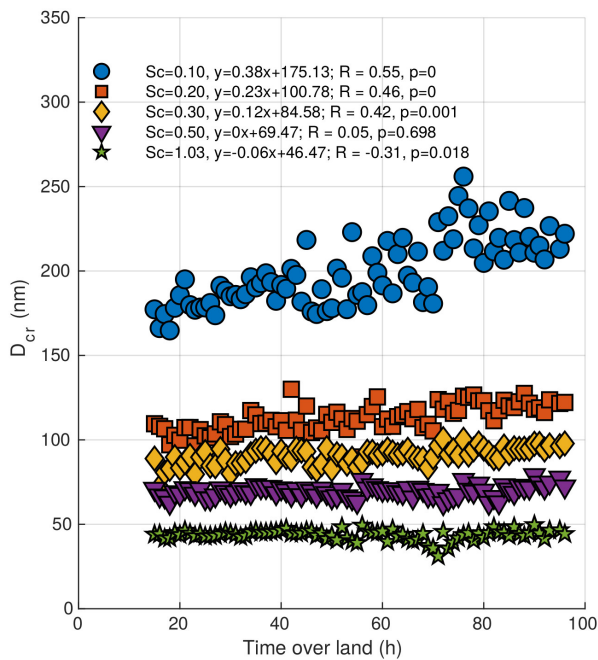 350
300
250
200
150
100
50
0
D_cr (nm)
Sc=0.10, y=0.38x+175.13; R = 0.55, p=0
Sc=0.20, y=0.23x+100.78; R = 0.46, p=0
Sc=0.30, y=0.12x+84.58; R = 0.42, p=0.001
Sc=0.50, y=0x+69.47; R = 0.05, p=0.698
Sc=1.03, y=-0.06x+46.47; R = -0.31, p=0.018
0 20 40 60 80 100
Time over land (h)